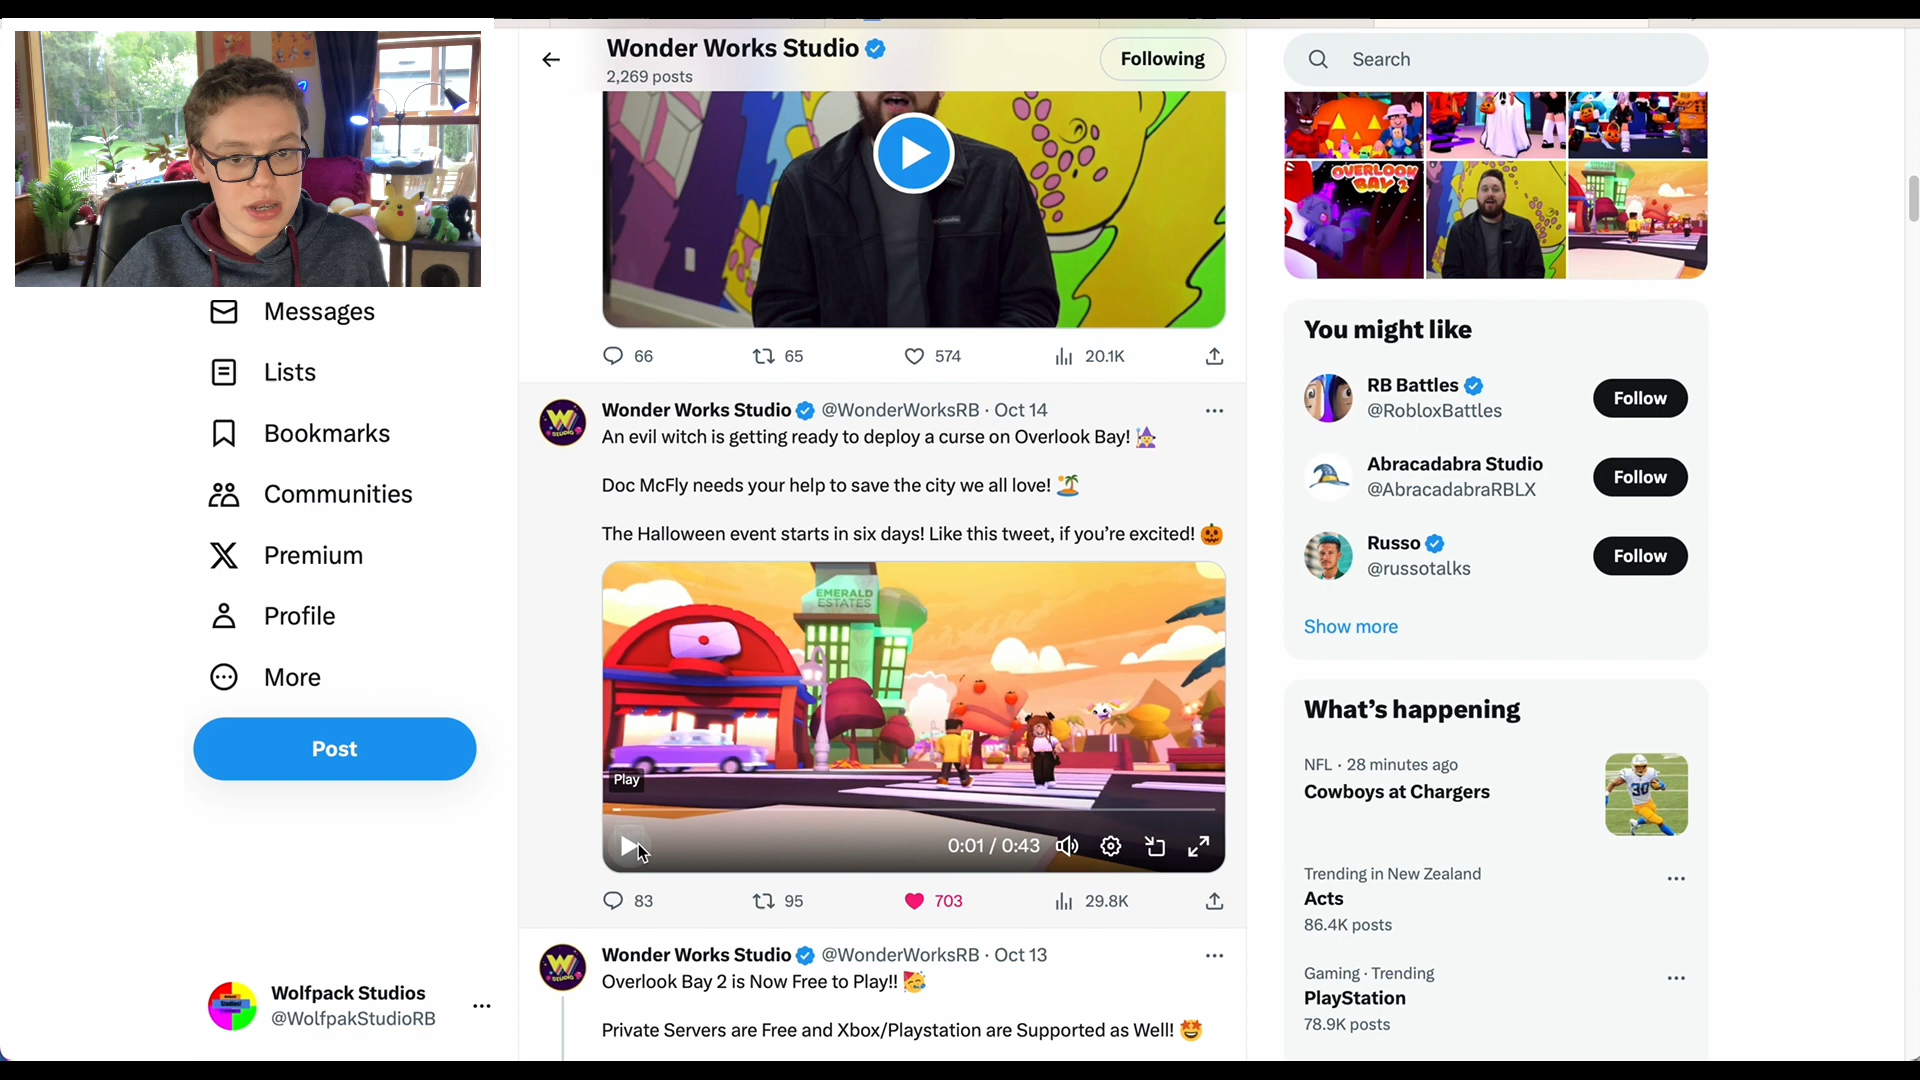 Wonder Works Studio
2,269 posts
Following
Search
OVERLOOK
BAY 2
Columbia
66
65
574
20.1K
Messages
Lists
Bookmarks
Communities
Premium
Profile
More
Post
Wolfpack Studios
@WolfpakStudioRB
Wonder Works Studio @WonderWorksRB · Oct 14
An evil witch is getting ready to deploy a curse on Overlook Bay!
Doc McFly needs your help to save the city we all love!
The Halloween event starts in six days! Like this tweet, if you're excited!
EMERALD
ESTATES
Play
0:01 / 0:43
83
95
703
29.8K
Wonder Works Studio @WonderWorksRB · Oct 13
Overlook Bay 2 is Now Free to Play!!
Private Servers are Free and Xbox/Playstation are Supported as Well!
You might like
RB Battles
@RobloxBattles
Follow
Abracadabra Studio
@AbracadabraRBLX
Follow
Russo
@russotalks
Follow
Show more
What's happening
NFL · 28 minutes ago
Cowboys at Chargers
Trending in New Zealand
Acts
86.4K posts
Gaming · Trending
PlayStation
78.9K posts